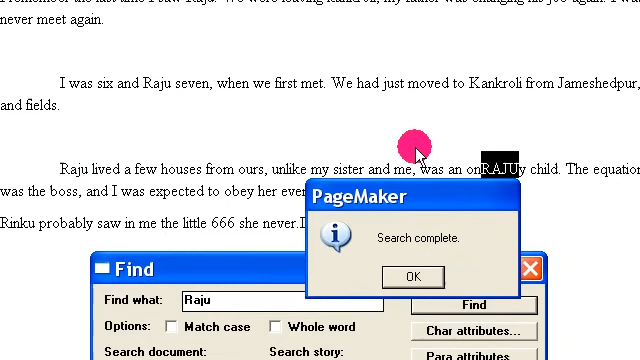 I remember the last time I saw Raju. We were leaving Kankroli, my father was changing his job again. I wa
never meet again.
I was six and Raju seven, when we first met. We had just moved to Kankroli from Jameshedpur,
and fields.
Raju lived a few houses from ours, unlike my sister and me, was an onRAJUy child. The equation
was the boss, and I was expected to obey her ever
Rinku probably saw in me the little 666 she never.I
PageMaker
Search complete.
OK
Find
Find what: Raju
Find
Options: Match case Whole word
Char attributes...
Search document: Search story:
Para attributes...